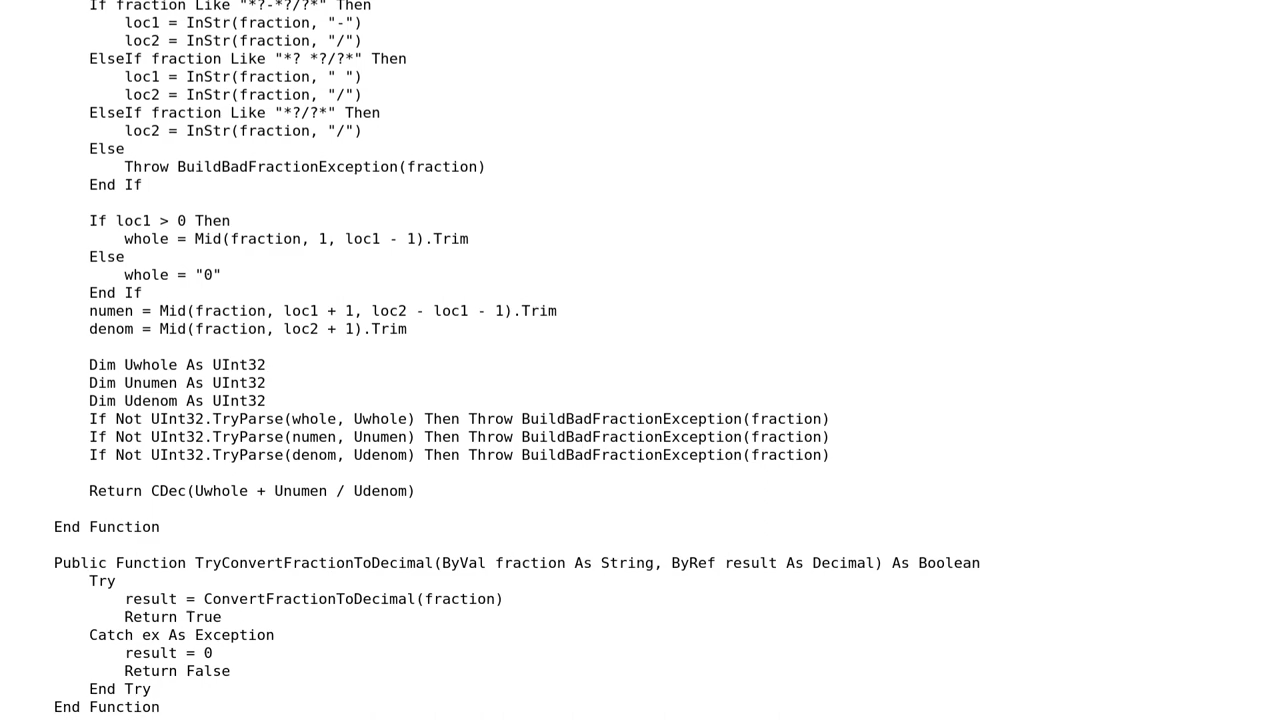 If fraction Like "*?-*?/?*" Then
loc1 = InStr(fraction, "-")
loc2 = InStr(fraction, "/")
ElseIf fraction Like "*? *?/?*" Then
loc1 = InStr(fraction, " ")
loc2 = InStr(fraction, "/")
ElseIf fraction Like "*?/?*" Then
loc2 = InStr(fraction, "/")
Else
Throw BuildBadFractionException(fraction)
End If
If loc1 > 0 Then
whole = Mid(fraction, 1, loc1 - 1).Trim
Else
whole = "0"
End If
numen = Mid(fraction, loc1 + 1, loc2 - loc1 - 1).Trim
denom = Mid(fraction, loc2 + 1).Trim
Dim Uwhole As UInt32
Dim Unumen As UInt32
Dim Udenom As UInt32
If Not UInt32.TryParse(whole, Uwhole) Then Throw BuildBadFractionException(fraction)
If Not UInt32.TryParse(numen, Unumen) Then Throw BuildBadFractionException(fraction)
If Not UInt32.TryParse(denom, Udenom) Then Throw BuildBadFractionException(fraction)
Return CDec(Uwhole + Unumen / Udenom)
End Function
Public Function TryConvertFractionToDecimal(ByVal fraction As String, ByRef result As Decimal) As Boolean
Try
result = ConvertFractionToDecimal(fraction)
Return True
Catch ex As Exception
result = 0
Return False
End Try
End Function